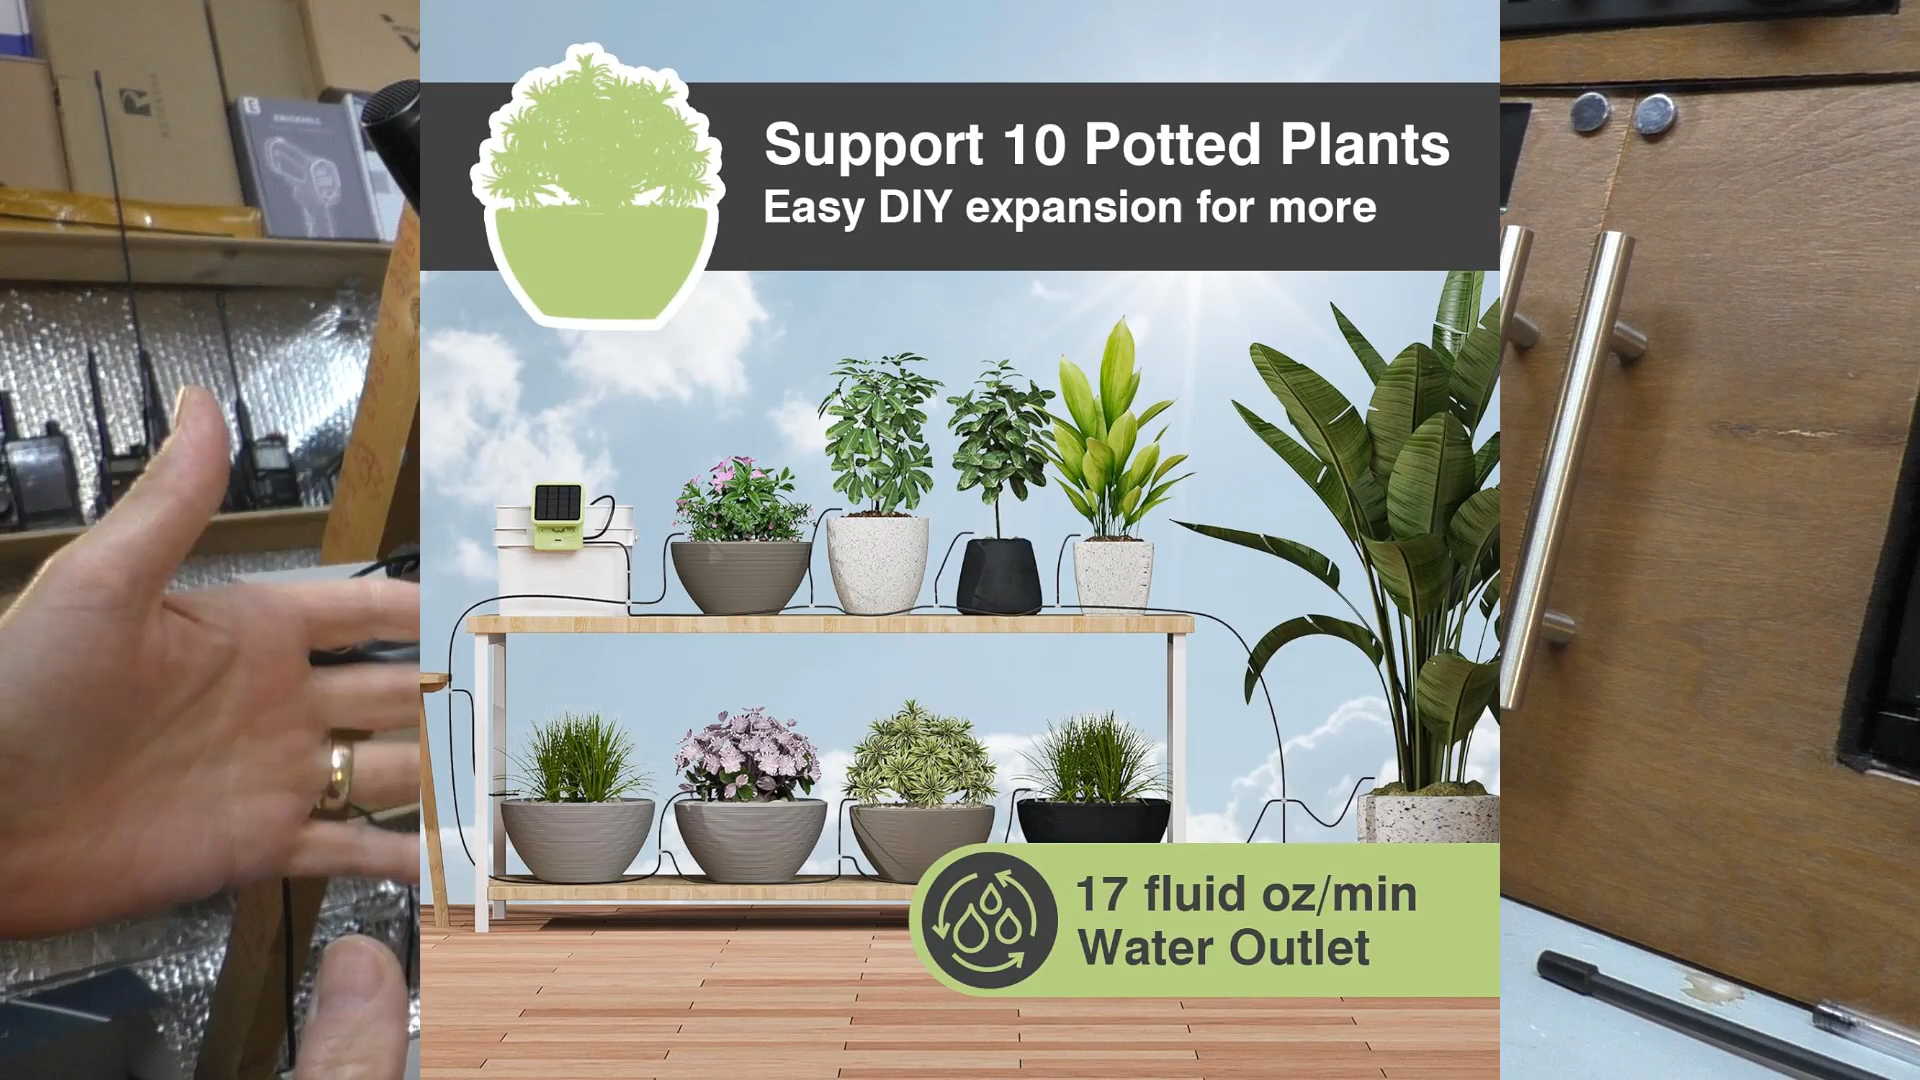 Support 10 Potted Plants
Easy DIY expansion for more
17 fluid oz/min
Water Outlet